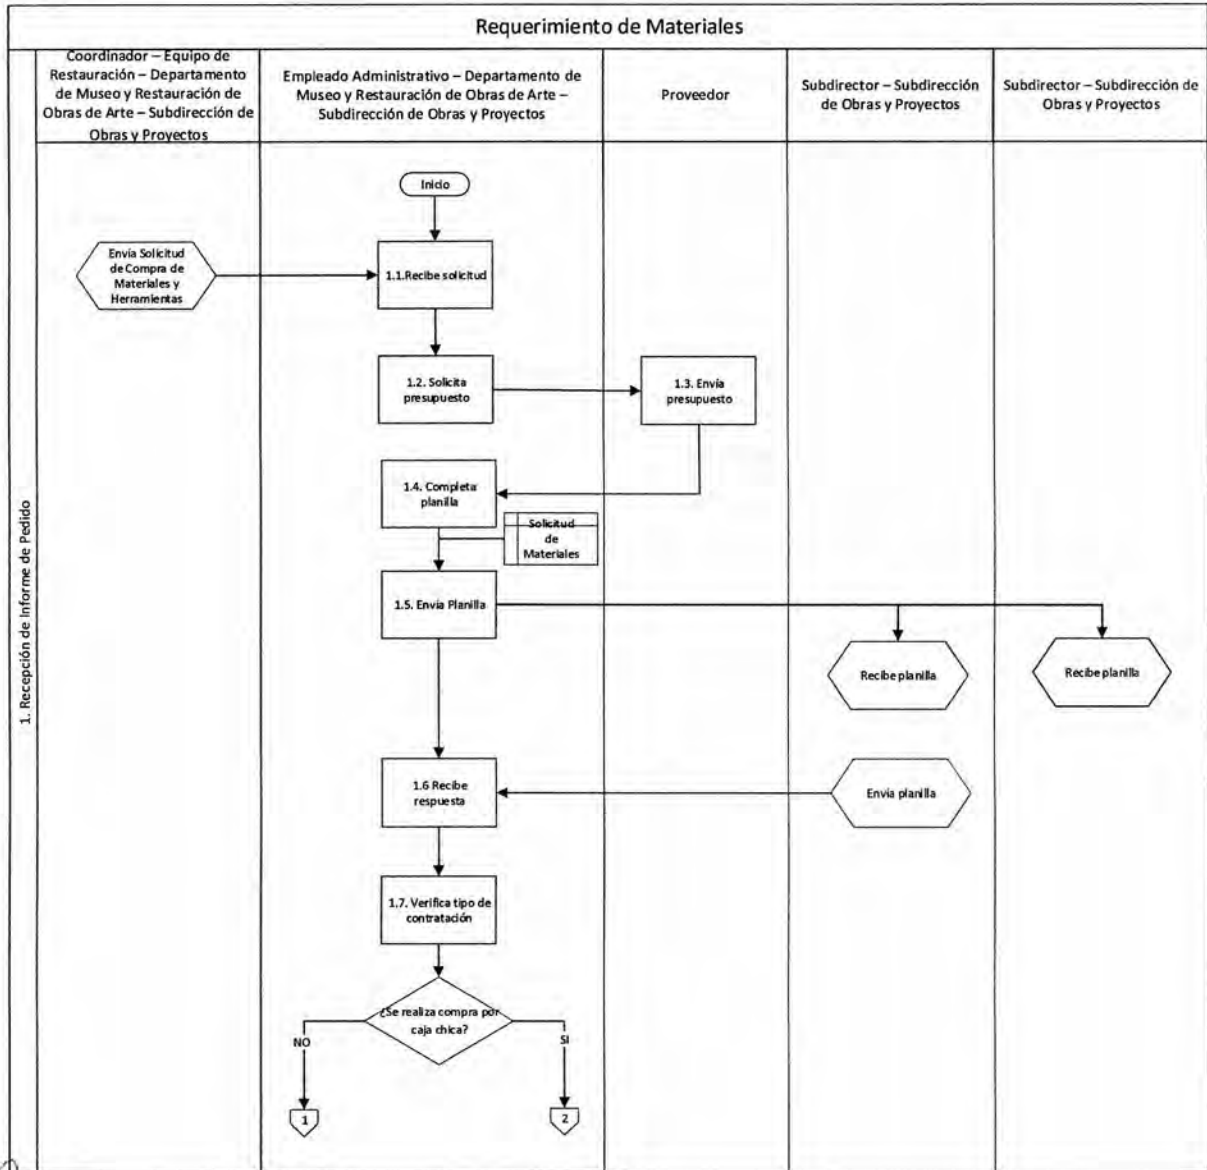 Requerimiento de Materiales
Coordinador – Equipo de
Restauración – Departamento
de Museo y Restauración de
Obras de Arte – Subdirección de
Obras y Proyectos
Empleado Administrativo – Departamento de
Museo y Restauración de Obras de Arte –
Subdirección de Obras y Proyectos
Proveedor
Subdirector – Subdirección
de Obras y Proyectos
Subdirector – Subdirección de
Obras y Proyectos
1. Recepción de Informe de Pedido
Inicio
Envía Solicitud
de Compra de
Materiales y
Herramientas
1.1.Recibe solicitud
1.2. Solicita
presupuesto
1.3. Envía
presupuesto
1.4. Completa
planilla
Solicitud
de
Materiales
1.5. Envía Planilla
Recibe planilla
Recibe planilla
1.6 Recibe
respuesta
Envía planilla
1.7. Verifica tipo de
contratación
¿Se realiza compra por
caja chica?
NO
SI
1
2